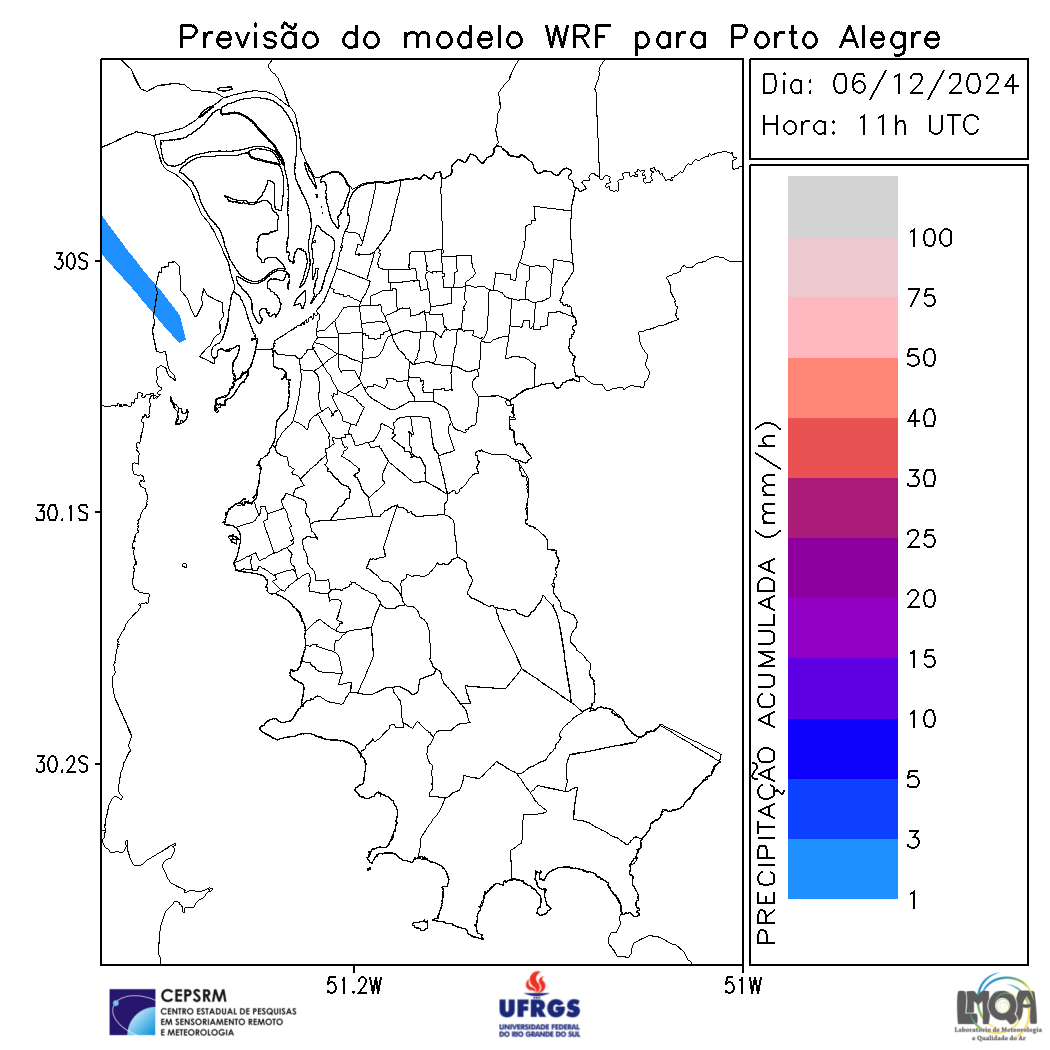 Previsão do modelo WRF para Porto Alegre
Dia: 06/12/2024
Hora: 11h UTC
30S
30.1S
30.2S
51.2W
51W
PRECIPITAÇÃO ACUMULADA (mm/h)
100
75
50
40
30
25
20
15
10
5
3
1
CEPSRM
CENTRO ESTADUAL DE PESQUISAS
EM SENSORIAMENTO REMOTO
E METEOROLOGIA
UFRGS
UNIVERSIDADE FEDERAL
DO RIO GRANDE DO SUL
LMQA
Laboratório de Meteorologia
e Qualidade do Ar